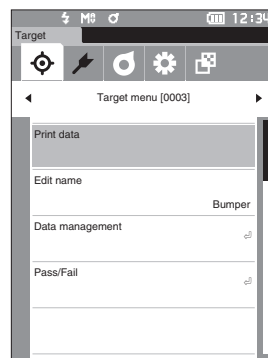 12:34
Target
Target menu [0003]
Print data
Edit name
Bumper
Data management
Pass/Fail